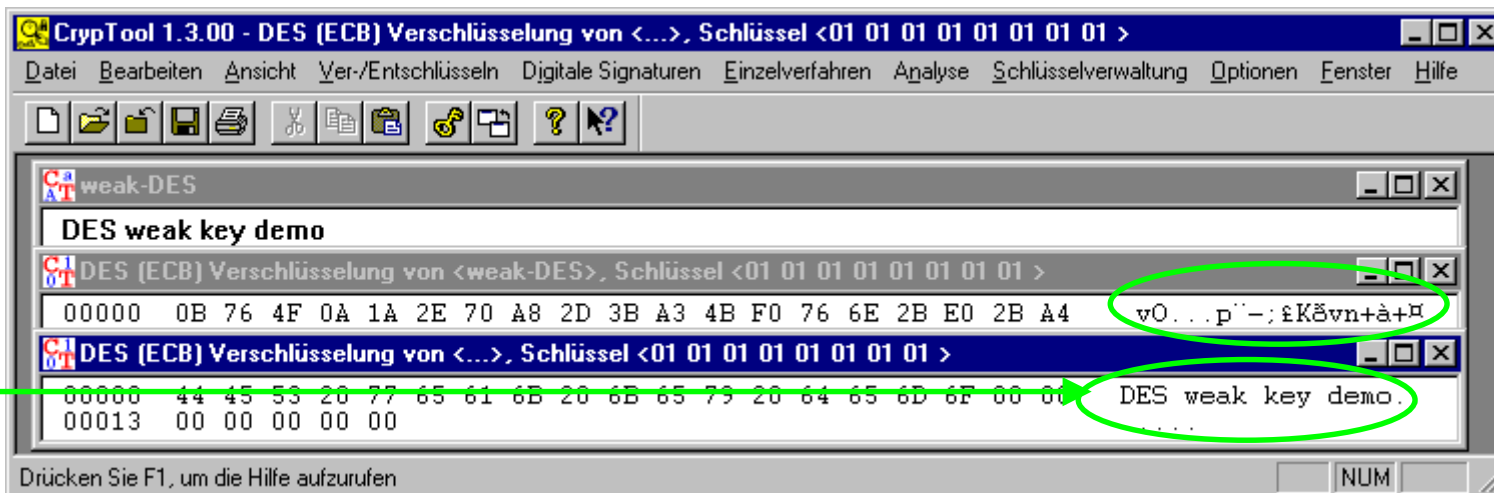 CrypTool 1.3.00 - DES (ECB) Verschlüsselung von <...>, Schlüssel <01 01 01 01 01 01 01 01 >
Datei Bearbeiten Ansicht Ver-/Entschlüsseln Digitale Signaturen Einzelverfahren Analyse Schlüsselverwaltung Optionen Fenster Hilfe
weak-DES
DES weak key demo
DES (ECB) Verschlüsselung von <weak-DES>, Schlüssel <01 01 01 01 01 01 01 01 >
00000 0B 76 4F 0A 1A 2E 70 A8 2D 3B A3 4B F0 76 6E 2B E0 2B A4 vO...p¨-;£Kðvn+à+¤
DES (ECB) Verschlüsselung von <...>, Schlüssel <01 01 01 01 01 01 01 01 >
00000 44 45 53 20 77 65 61 6B 20 6B 65 79 20 64 65 6D 6F 00 00 DES weak key demo.
00013 00 00 00 00 00 .....
Drücken Sie F1, um die Hilfe aufzurufen NUM